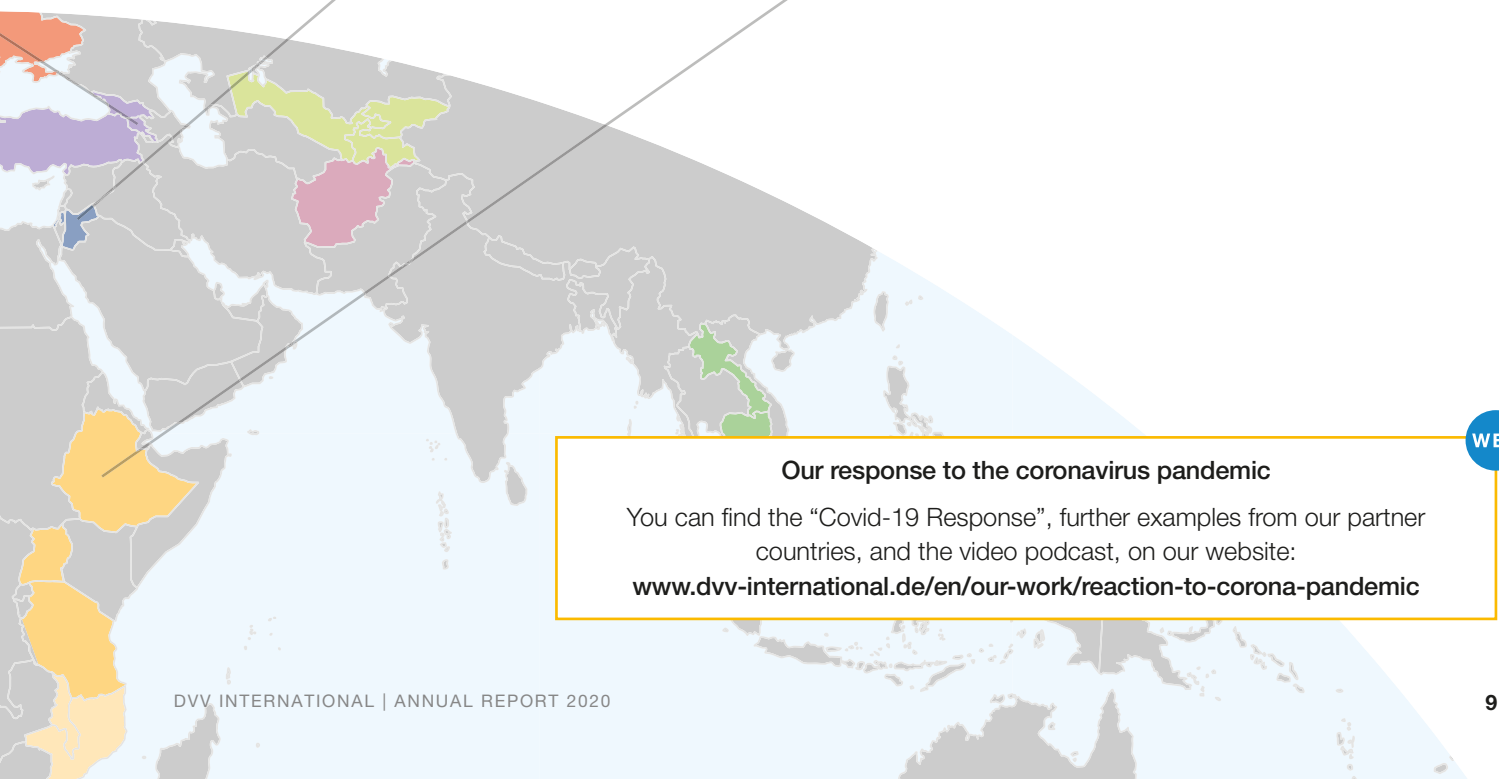 WE
Our response to the coronavirus pandemic
You can find the “Covid-19 Response”, further examples from our partner
countries, and the video podcast, on our website:
www.dvv-international.de/en/our-work/reaction-to-corona-pandemic
DVV INTERNATIONAL | ANNUAL REPORT 2020
9